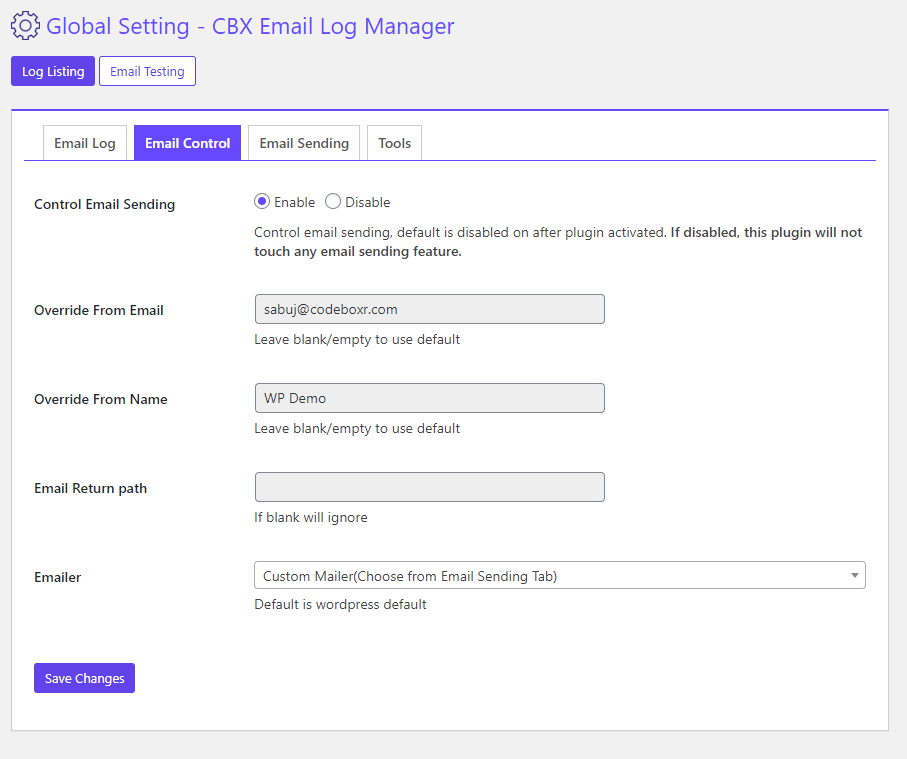 Global Setting - CBX Email Log Manager
Log Listing Email Testing
Email Log Email Control Email Sending Tools
Control Email Sending Enable Disable
Control email sending, default is disabled on after plugin activated. If disabled, this plugin will not
touch any email sending feature.
Override From Email sabuj@codeboxr.com
Leave blank/empty to use default
Override From Name WP Demo
Leave blank/empty to use default
Email Return path
If blank will ignore
Emailer Custom Mailer(Choose from Email Sending Tab)
Default is wordpress default
Save Changes